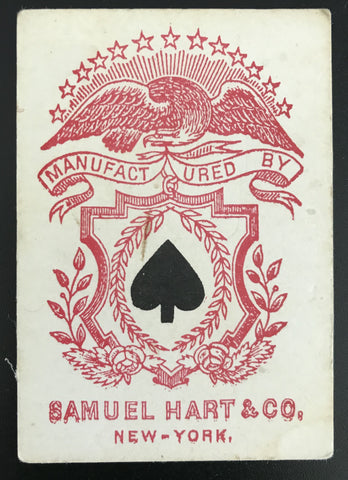 MANUFACTURED BY
SAMUEL HART & CO,
NEW-YORK.